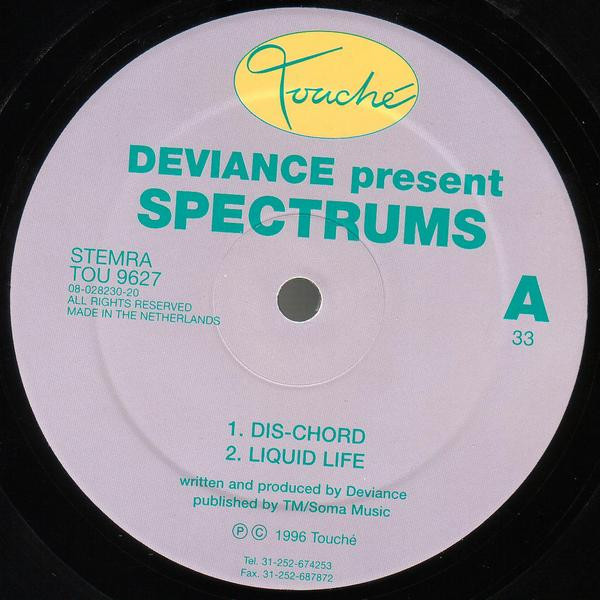 Touché
DEVIANCE present
SPECTRUMS
STEMRA
TOU 9627
08-028230-20
ALL RIGHTS RESERVED
MADE IN THE NETHERLANDS
A
33
1. DIS-CHORD
2. LIQUID LIFE
written and produced by Deviance
published by TM/Soma Music
Ⓟ Ⓒ 1996 Touché
Tel. 31-252-674253
Fax. 31-252-687872